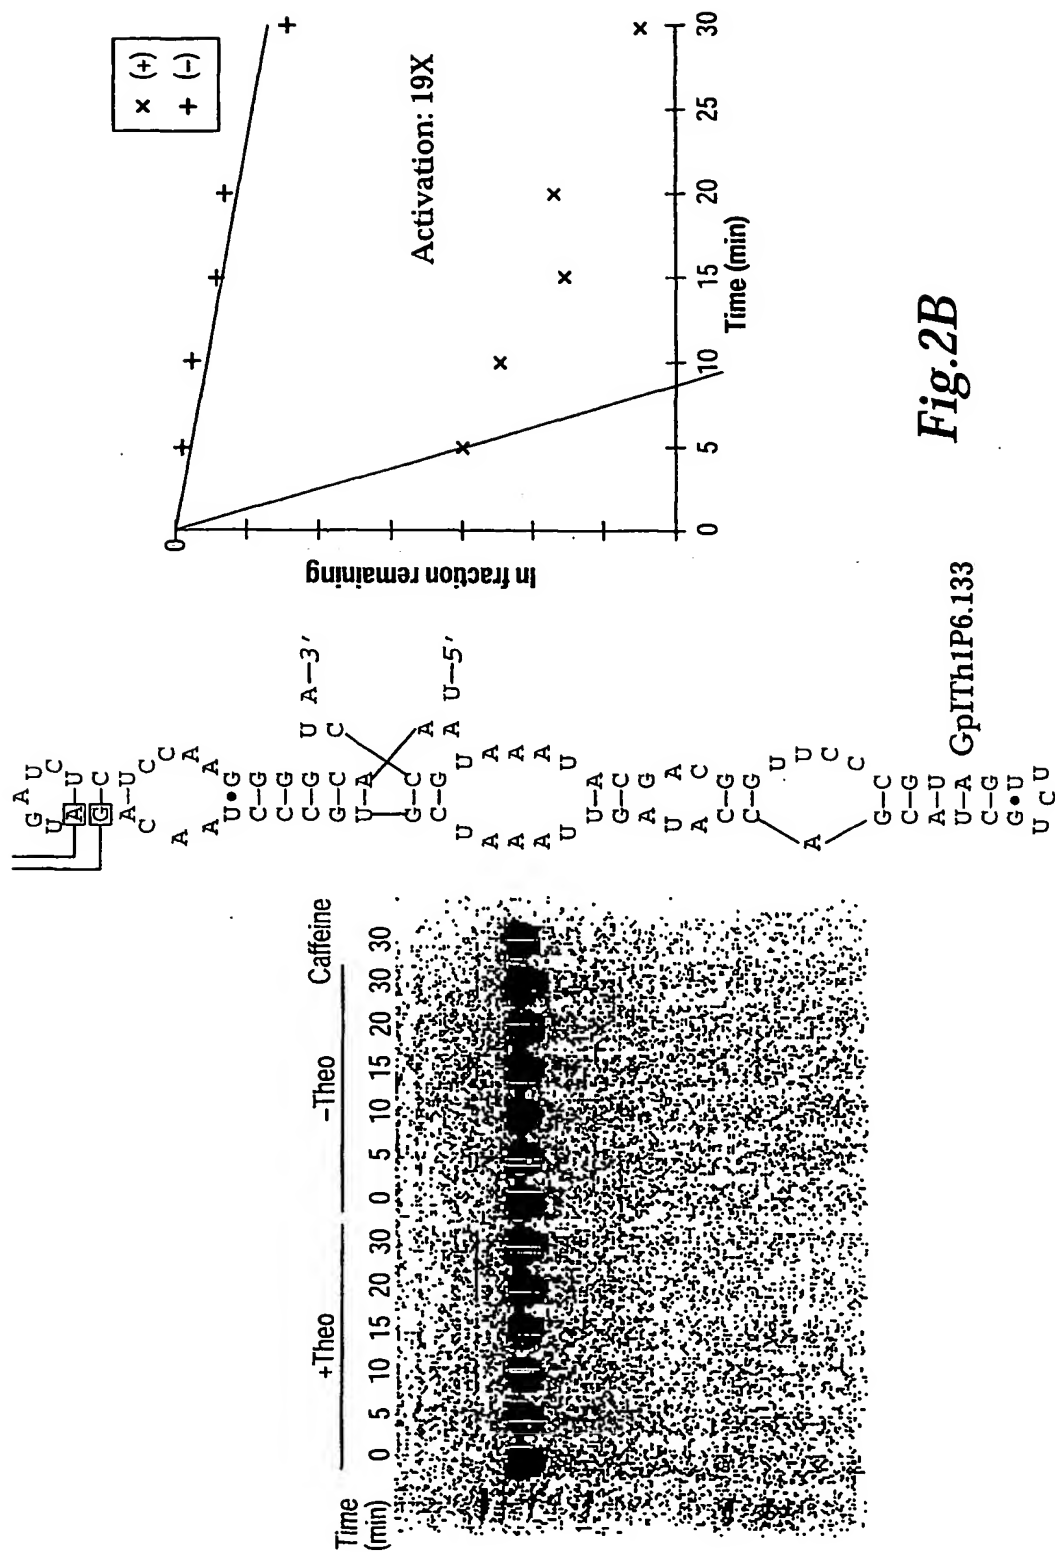 +Theo
–Theo
Caffeine
Time
(min)
0 5 10 15 20 30 0 5 10 15 20 30 30
G A U
U C
A–U
G–C
A–U
C C
A C
A A
A A
U•G
C–G
C–G
C–G
U A–3'
G–C C
U–A
G–C A U–5'
C–G A
U U
A A
A A
A A
U U
U–A
G–C
A G
U A
A C
C–G
C–G
U
U
C
A C
C
G–C
C–G
A–U
U–A
C–G
G•U
U U
C
GpITh1P6.133
× (+)
+ (–)
Activation: 19X
0
ln fraction remaining
0 5 10 15 20 25 30
Time (min)
Fig.2B